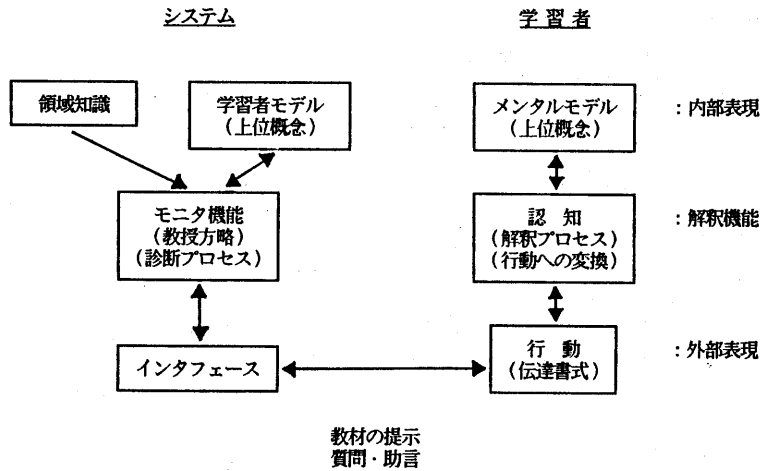 システム
学習者
領域知識
学習者モデル
(上位概念)
メンタルモデル
(上位概念)
:内部表現
モニタ機能
(教授方略)
(診断プロセス)
認 知
(解釈プロセス)
(行動への変換)
:解釈機能
インタフェース
行 動
(伝達書式)
:外部表現
教材の提示
質問・助言